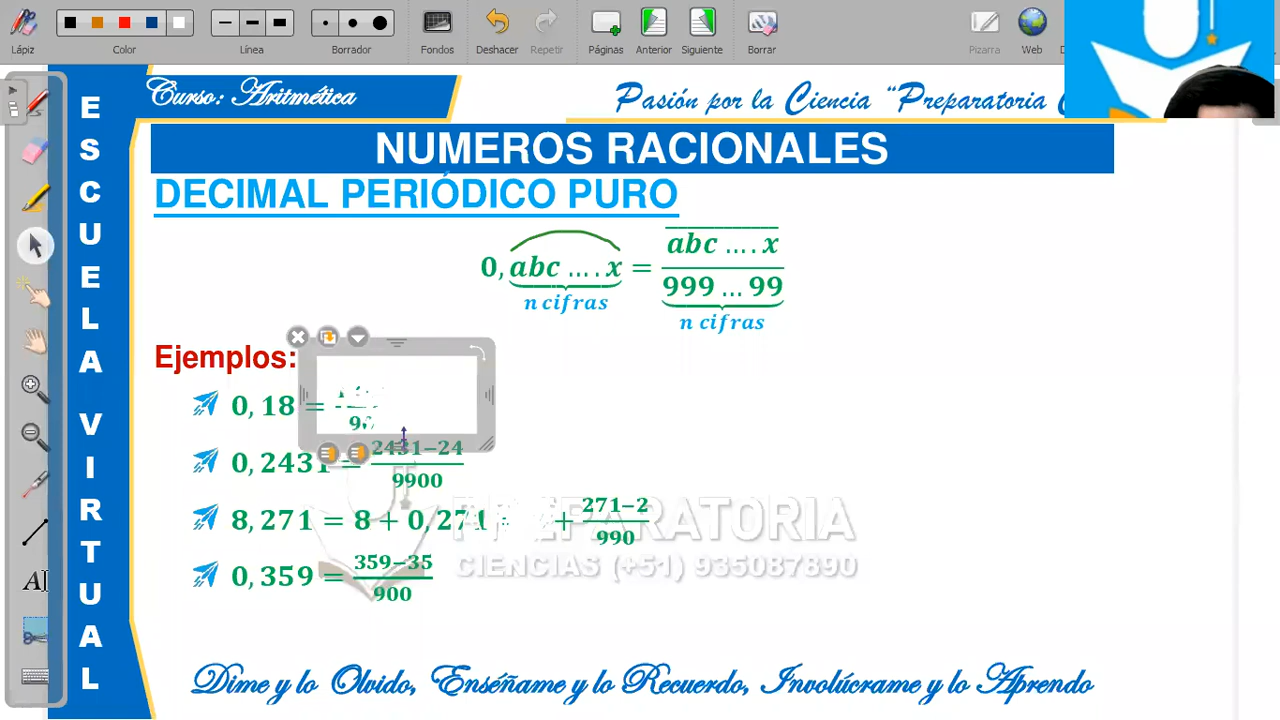 Lápiz Color Línea Borrador Fondos Deshacer Repetir Páginas Anterior Siguiente Borrar Pizarra Web
ESCUELA VIRTUAL
Curso: Aritmética
Pasión por la Ciencia “Preparatoria C
NUMEROS RACIONALES
DECIMAL PERIÓDICO PURO
0, abc .... x = abc .... x / 999 ... 99
n cifras
n cifras
Ejemplos:
0, 18 =
0, 2431 = 2431−24 / 9900
8, 271 = 8 + 0, 271 + 271−2 / 990
0, 359 = 359−35 / 900
PREPARATORIA
CIENCIAS (+51) 935087890
Dime y lo Olvido, Enséñame y lo Recuerdo, Involúcrame y lo Aprendo